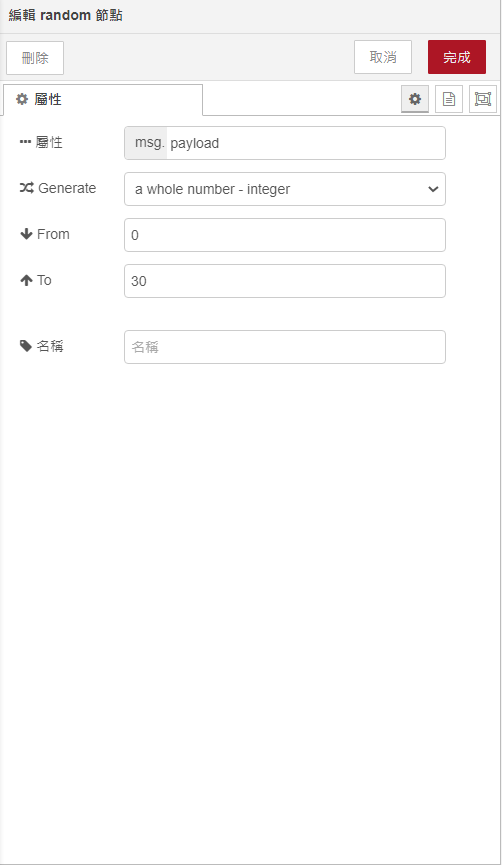 編輯 random 節點
刪除
取消
完成
屬性
屬性
msg. payload
Generate
a whole number - integer
From
0
To
30
名稱
名稱